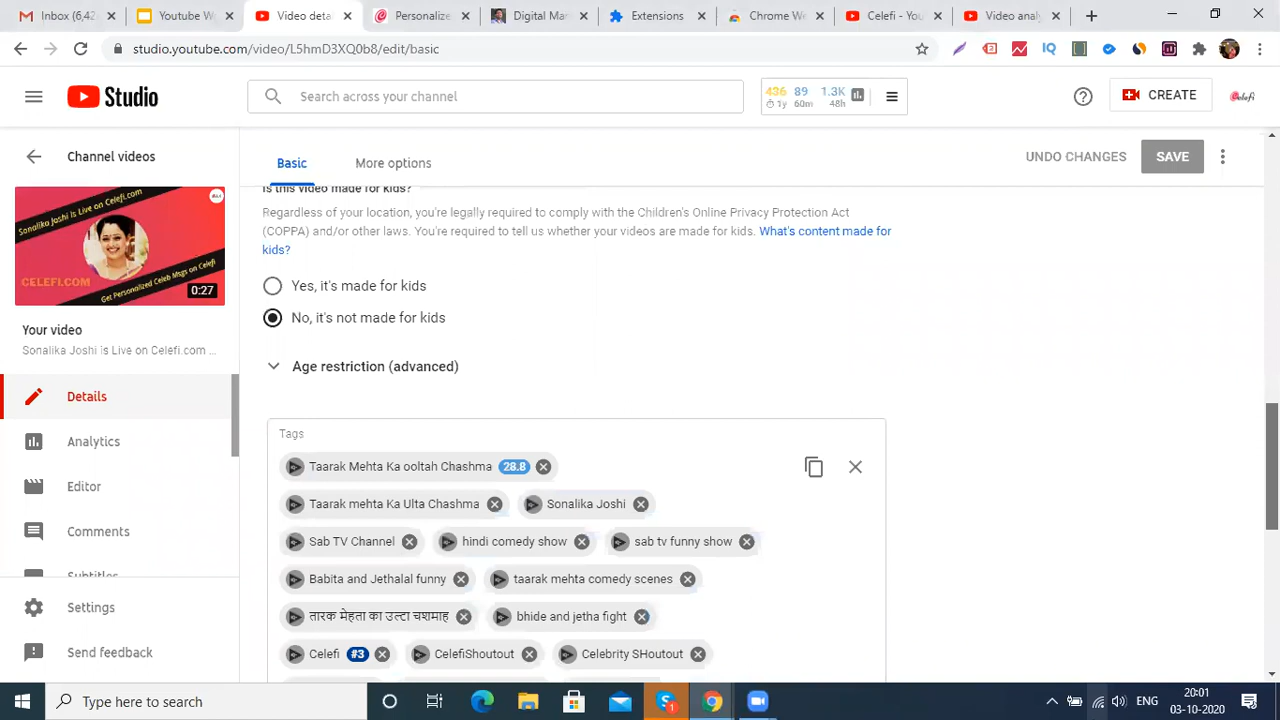 Inbox (6,42
Youtube W
Video deta
Personalize
Digital Ma
Extensions
Chrome We
Celefi - You
Video analy
studio.youtube.com/video/L5hmD3XQ0b8/edit/basic
IQ
Studio
Search across your channel
436 89 1.3K
1y 60m 48h
CREATE
Celefi
Channel videos
Basic
More options
UNDO CHANGES
SAVE
Sonalika Joshi is Live on Celefi.com
CELEFI.COM
Get Personalized Celeb Msgs on Celefi
0:27
Your video
Sonalika Joshi is Live on Celefi.com ...
Details
Analytics
Editor
Comments
Subtitles
Settings
Send feedback
Is this video made for kids?
Regardless of your location, you're legally required to comply with the Children's Online Privacy Protection Act
(COPPA) and/or other laws. You're required to tell us whether your videos are made for kids. What's content made for
kids?
Yes, it's made for kids
No, it's not made for kids
Age restriction (advanced)
Tags
Taarak Mehta Ka ooltah Chashma 28.8
Taarak mehta Ka Ulta Chashma Sonalika Joshi
Sab TV Channel hindi comedy show sab tv funny show
Babita and Jethalal funny taarak mehta comedy scenes
तारक मेहता का उल्टा चशमाह bhide and jetha fight
Celefi #3 CelefiShoutout Celebrity SHoutout
Type here to search
ENG
20:01
03-10-2020